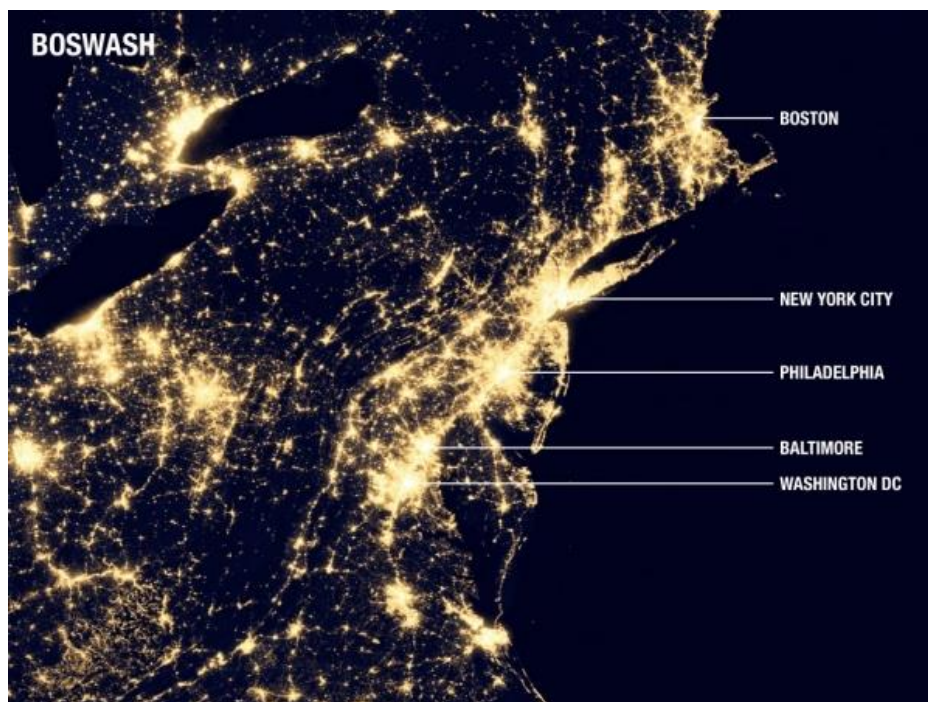 BOSWASH
BOSTON
NEW YORK CITY
PHILADELPHIA
BALTIMORE
WASHINGTON DC